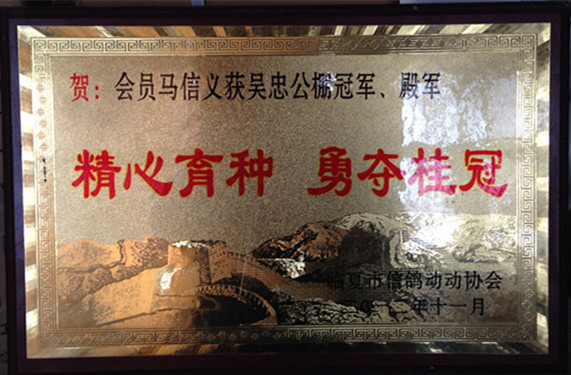 贺：会员马信义获吴忠公棚冠军、殿军
精心育种 勇夺桂冠
临夏市信鸽动动协会
年十一月